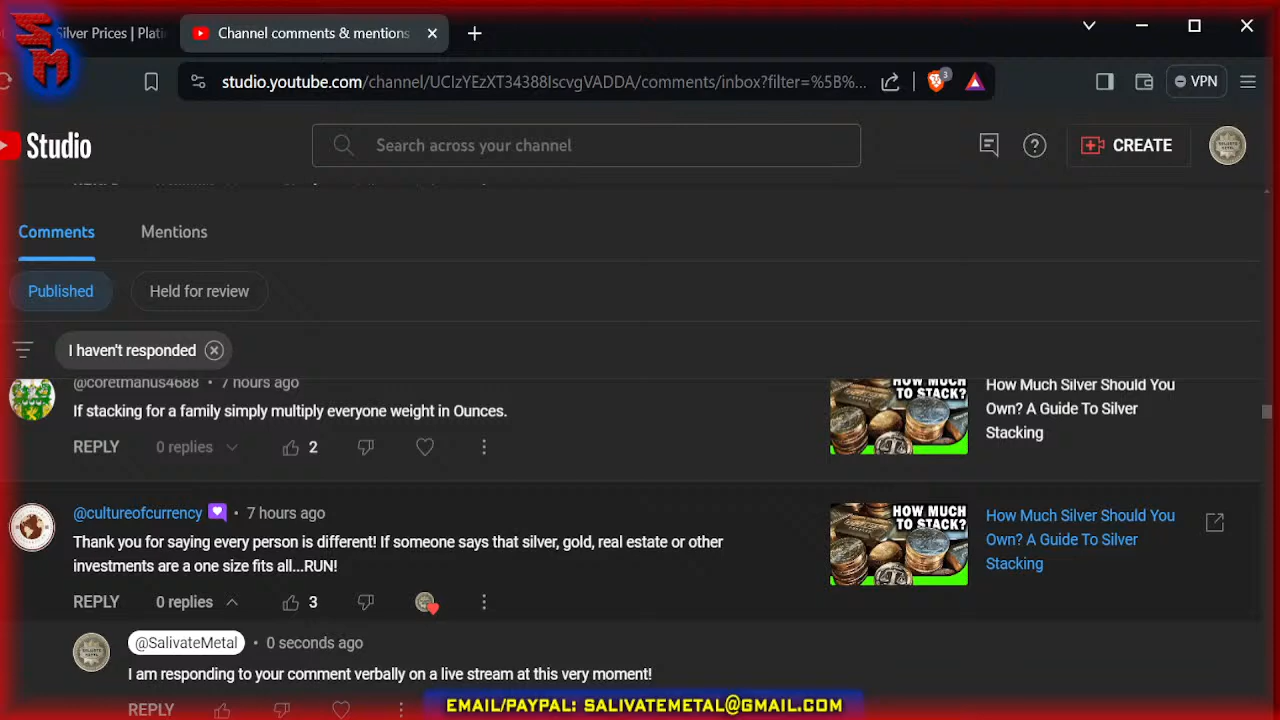 SM
Silver Prices | Plati
Channel comments & mentions
studio.youtube.com/channel/UCIzYEzXT34388IscvgVADDA/comments/inbox?filter=%5B%...
3
VPN
Studio
Search across your channel
CREATE
Comments
Mentions
Published
Held for review
I haven't responded
@coretmanus4688 • 7 hours ago
If stacking for a family simply multiply everyone weight in Ounces.
REPLY
0 replies
2
HOW MUCH
TO STACK?
How Much Silver Should You
Own? A Guide To Silver
Stacking
@cultureofcurrency • 7 hours ago
Thank you for saying every person is different! If someone says that silver, gold, real estate or other
investments are a one size fits all...RUN!
REPLY
0 replies
3
HOW MUCH
TO STACK?
How Much Silver Should You
Own? A Guide To Silver
Stacking
@SalivateMetal • 0 seconds ago
I am responding to your comment verbally on a live stream at this very moment!
REPLY
EMAIL/PAYPAL: SALIVATEMETAL@GMAIL.COM